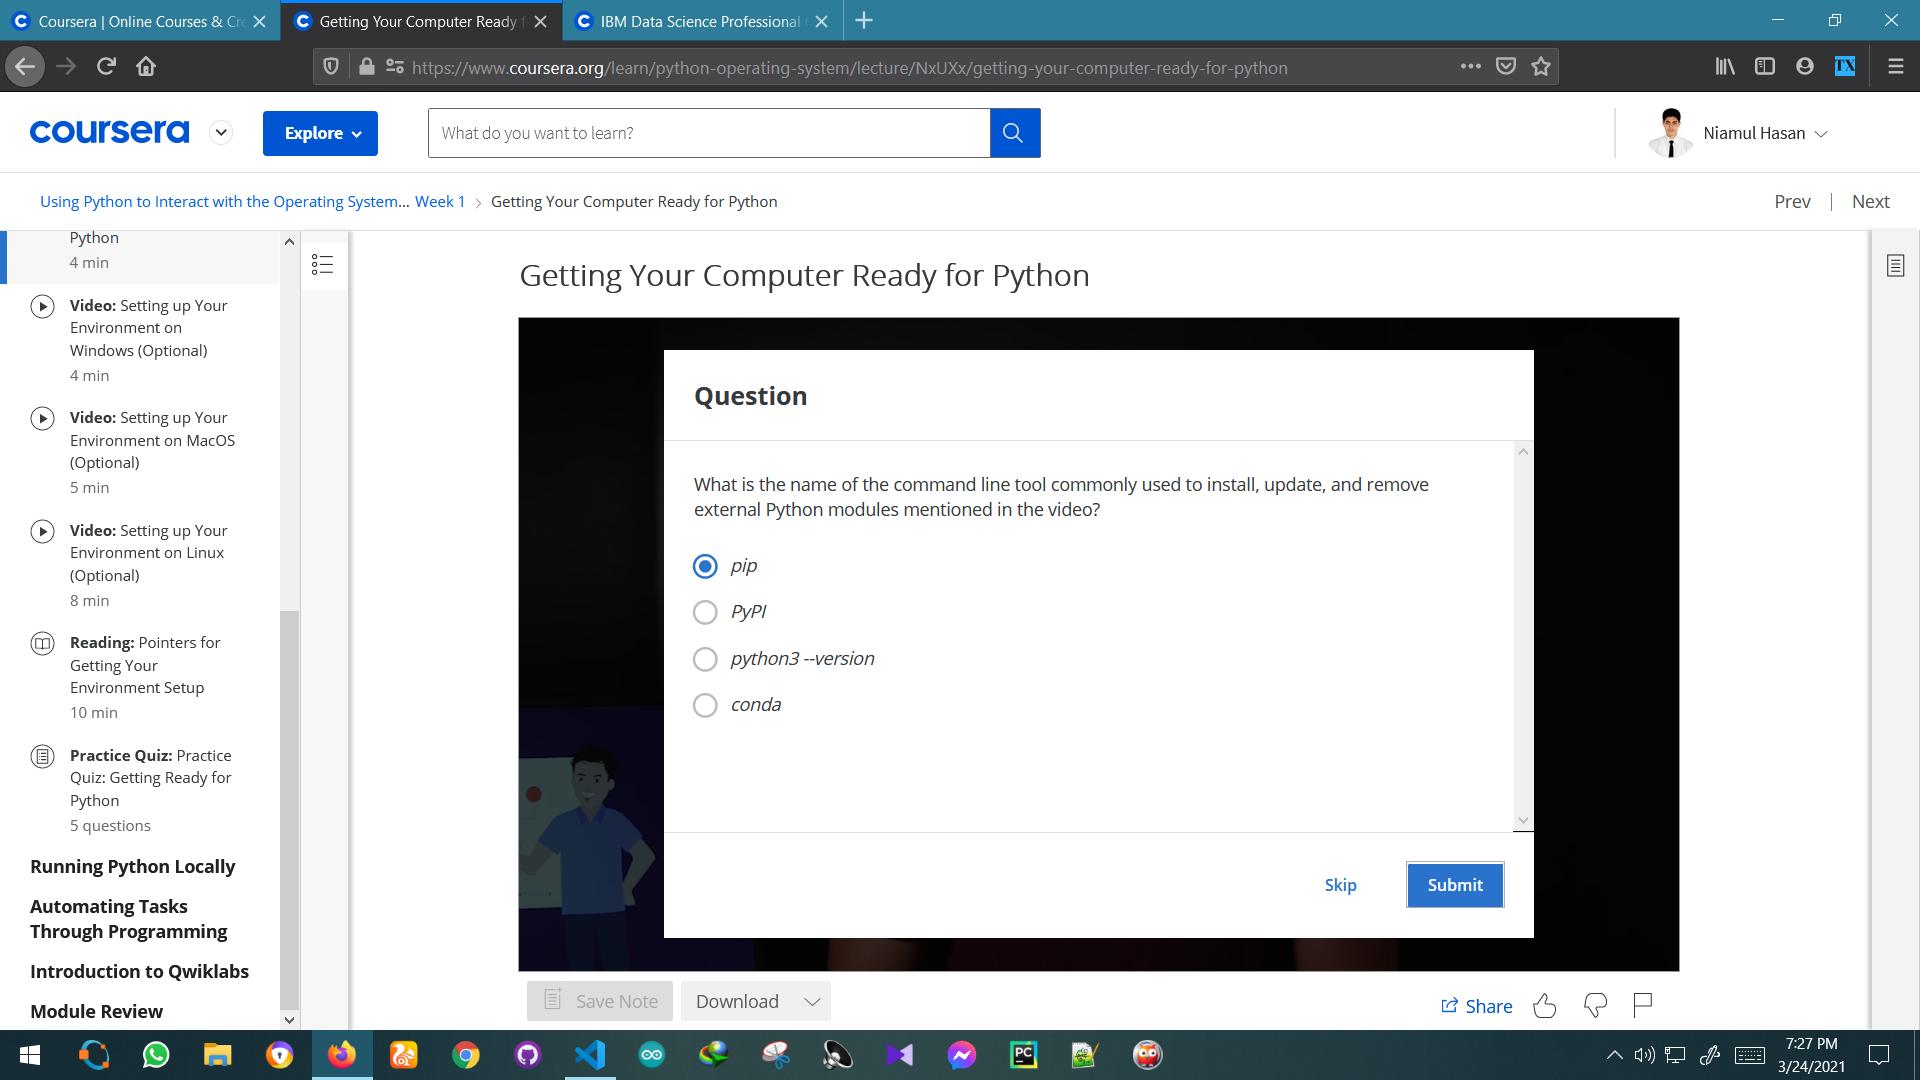 Coursera | Online Courses & Cre
Getting Your Computer Ready f
IBM Data Science Professional
https://www.coursera.org/learn/python-operating-system/lecture/NxUXx/getting-your-computer-ready-for-python
TX
coursera
Explore
What do you want to learn?
Niamul Hasan
Using Python to Interact with the Operating System... Week 1 > Getting Your Computer Ready for Python
Prev | Next
Python
4 min
Video: Setting up Your
Environment on
Windows (Optional)
4 min
Video: Setting up Your
Environment on MacOS
(Optional)
5 min
Video: Setting up Your
Environment on Linux
(Optional)
8 min
Reading: Pointers for
Getting Your
Environment Setup
10 min
Practice Quiz: Practice
Quiz: Getting Ready for
Python
5 questions
Running Python Locally
Automating Tasks
Through Programming
Introduction to Qwiklabs
Module Review
Getting Your Computer Ready for Python
Question
What is the name of the command line tool commonly used to install, update, and remove
external Python modules mentioned in the video?
pip
PyPI
python3 --version
conda
Skip
Submit
Save Note
Download
Share
PC
7:27 PM
3/24/2021